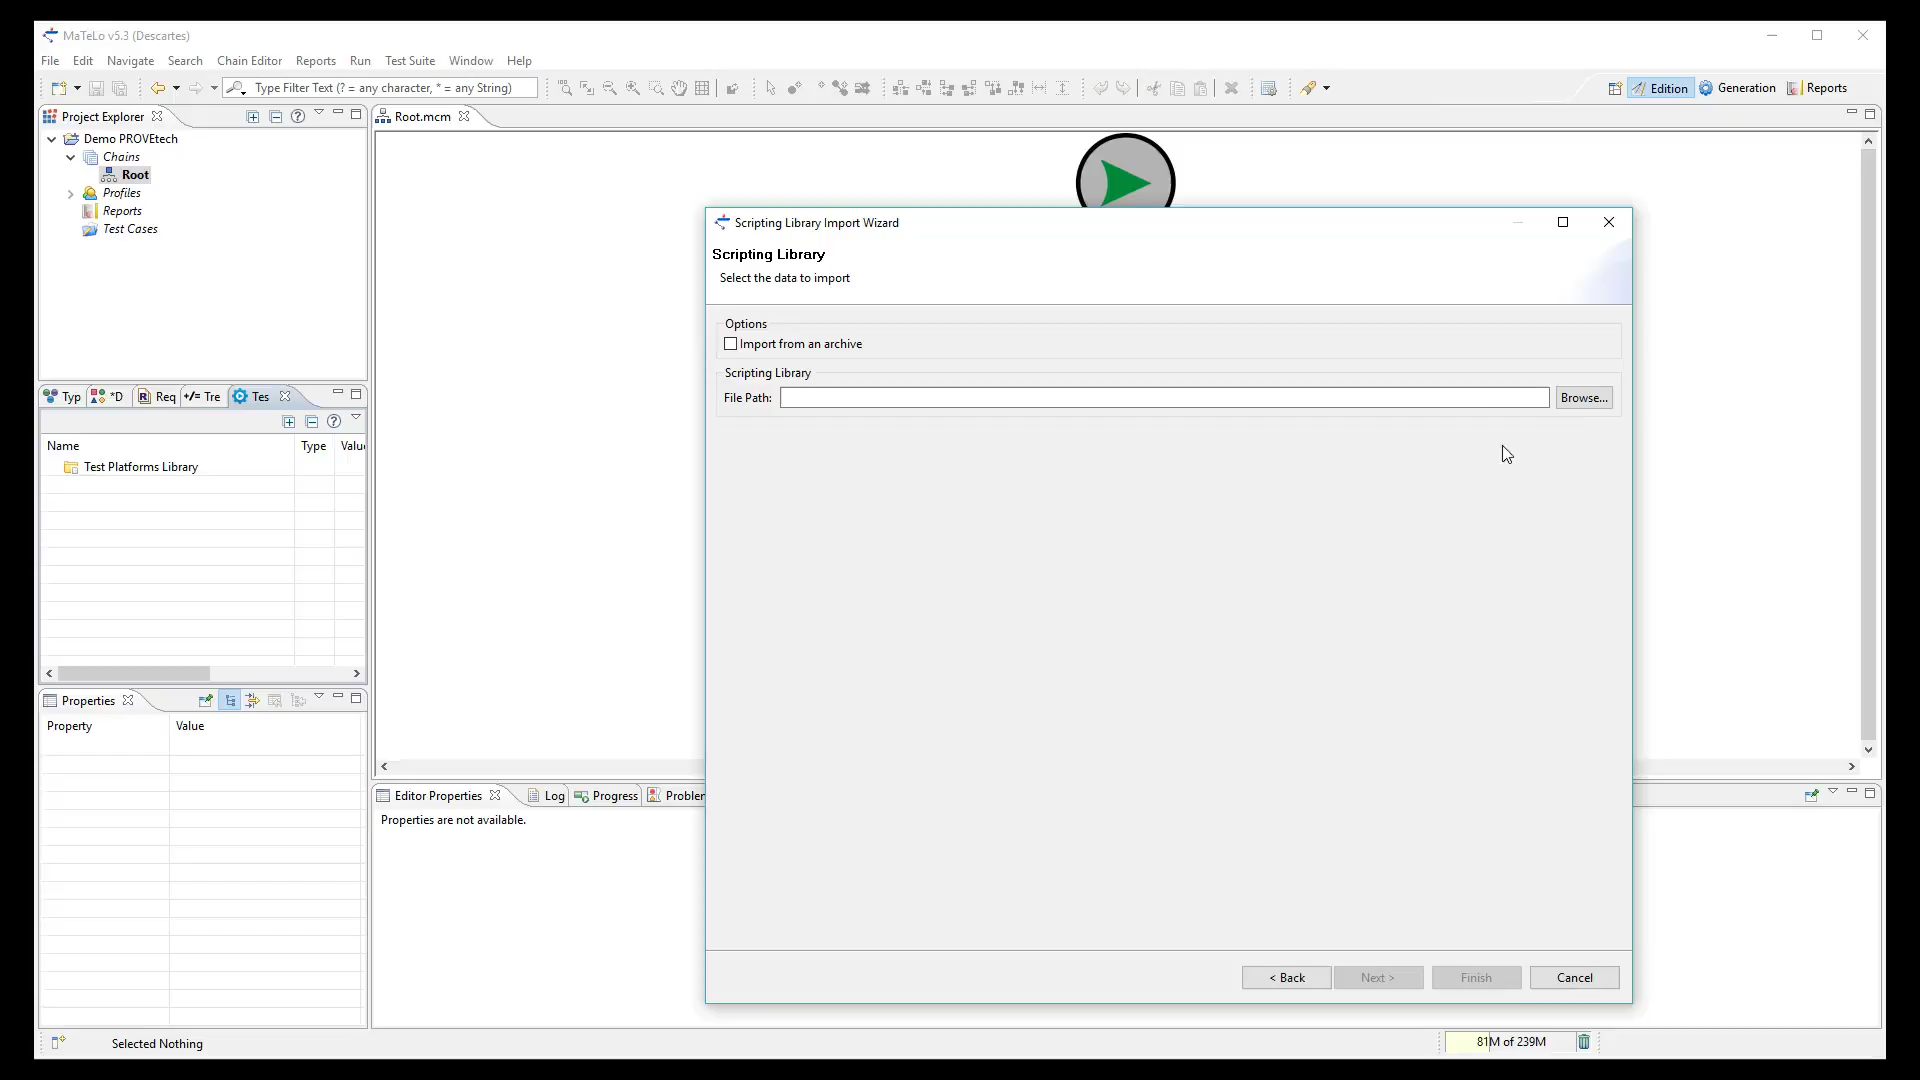 MaTeLo v5.3 (Descartes)
File Edit Navigate Search Chain Editor Reports Run Test Suite Window Help
Type Filter Text (? = any character, * = any String)
Edition Generation Reports
Project Explorer
Demo PROVEtech
Chains
Root
Profiles
Reports
Test Cases
Root.mcm
Scripting Library Import Wizard
Scripting Library
Select the data to import
Options
Import from an archive
Scripting Library
File Path:
Browse...
< Back
Next >
Finish
Cancel
Typ *D Req Tre Tes
Name Type Valu
Test Platforms Library
Properties
Property Value
Editor Properties Log Progress Probler
Properties are not available.
Selected Nothing
81M of 239M